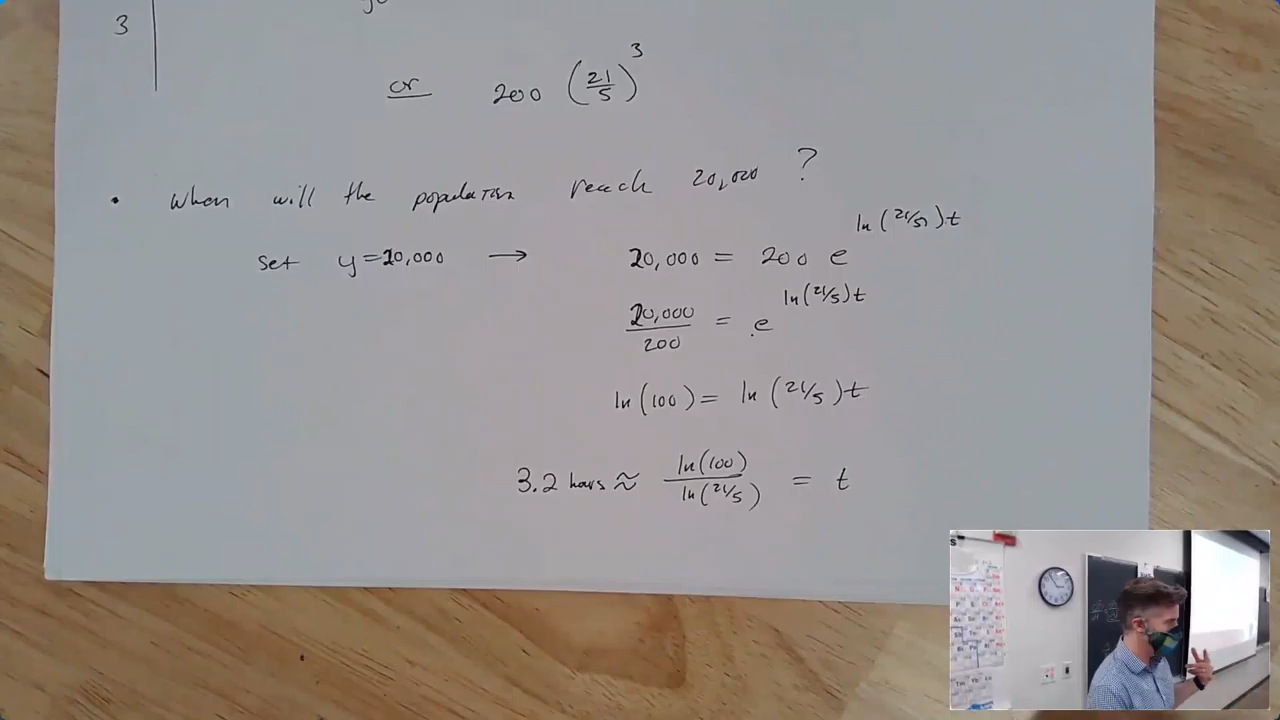 3
or 200 (21/5)^3
• When will the population reach 20,000 ?
set y=20,000 → 20,000 = 200 e^ln(21/5)t
20,000/200 = e^ln(21/5)t
ln(100) = ln(21/5)t
3.2 hours ≈ ln(100)/ln(21/5) = t